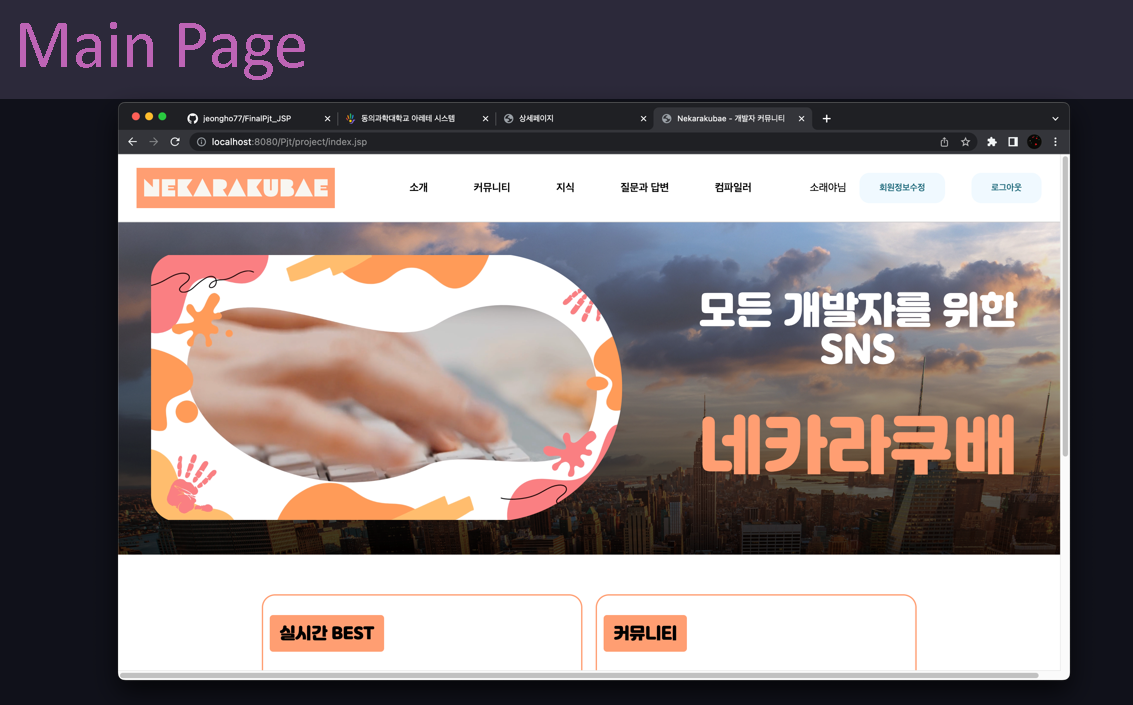 Main Page
jeongho77/FinalPjt_JSP
동의과학대학교 아레테 시스템
상세페이지
Nekarakubae - 개발자 커뮤니티
localhost:8080/Pjt/project/index.jsp
NEKARAKUBAE
소개
커뮤니티
지식
질문과 답변
컴파일러
소래야님
회원정보수정
로그아웃
모든 개발자를 위한
SNS
네카라쿠배
실시간 BEST
커뮤니티